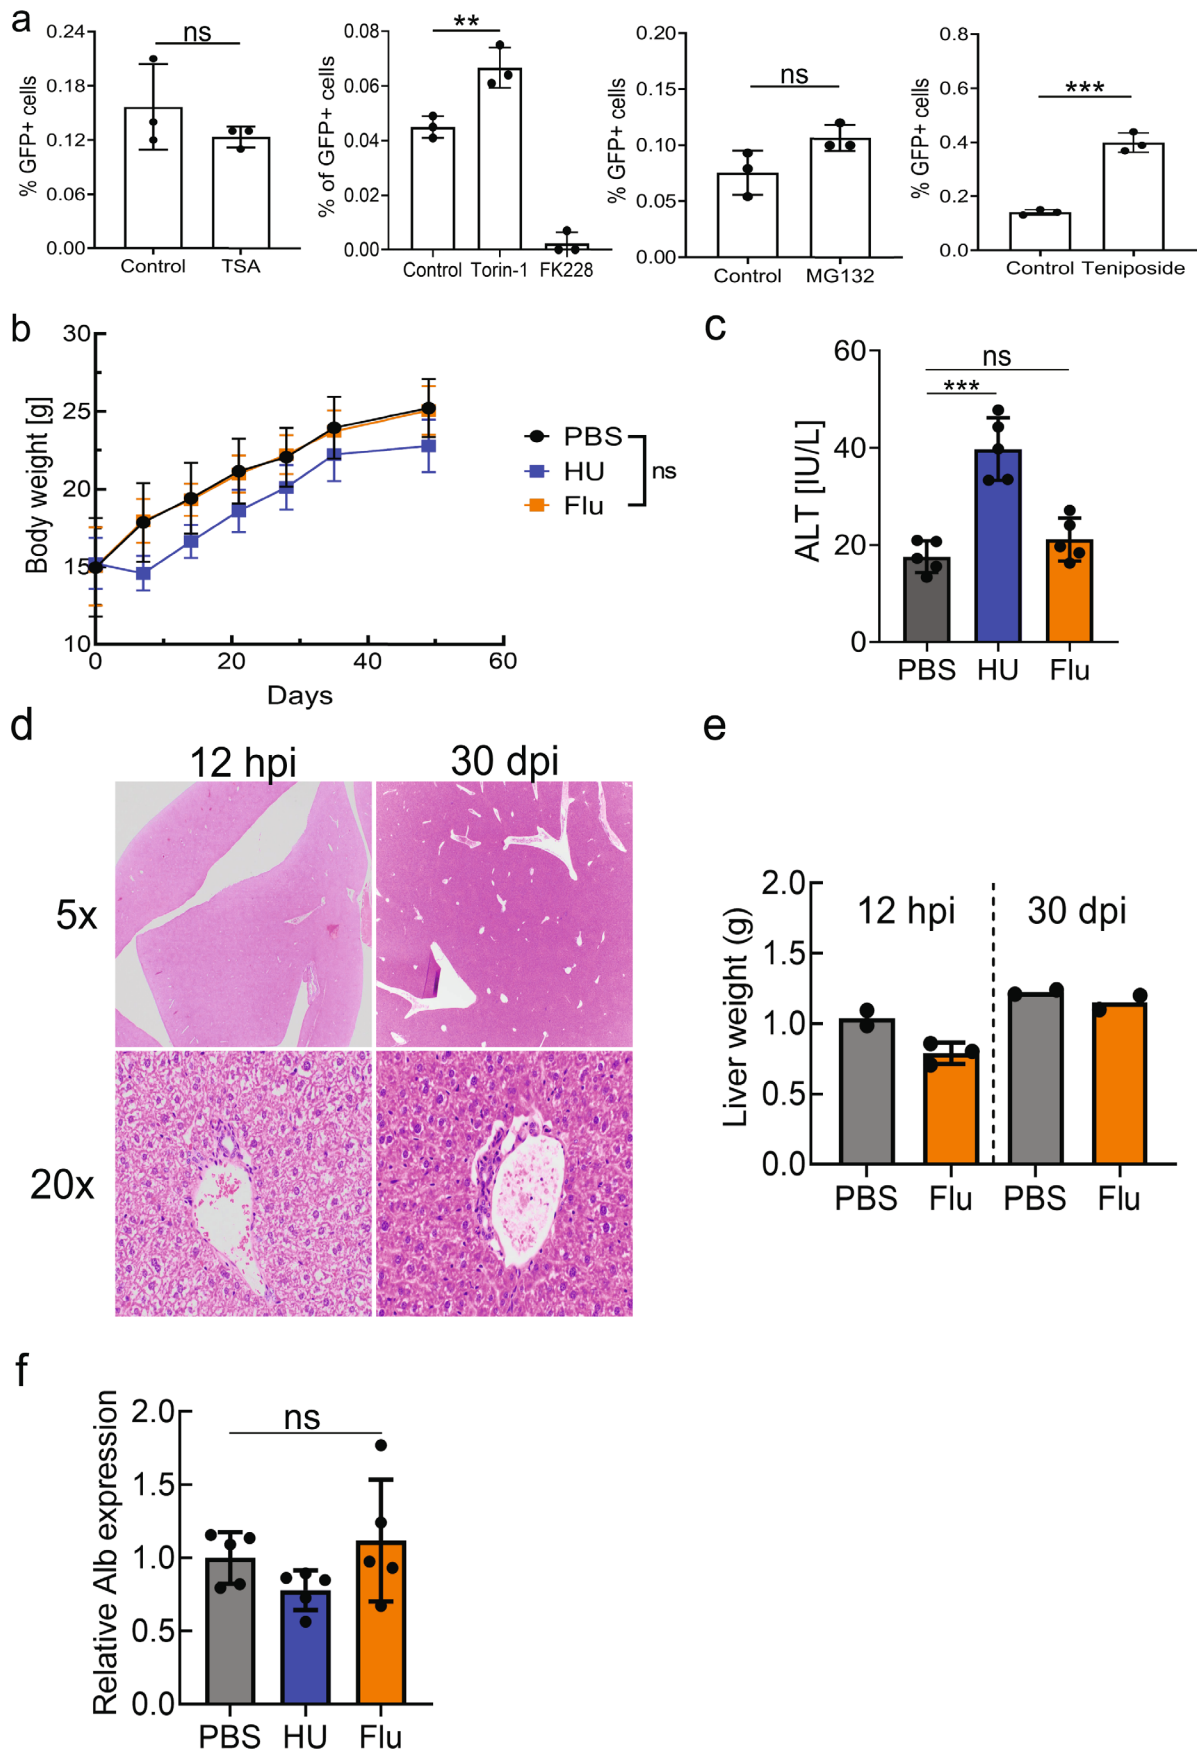 a
0.24
0.18
0.12
0.06
0.00
% GFP+ cells
ns
Control
TSA
0.08
0.06
0.04
0.02
0.00
% of GFP+ cells
**
Control
Torin-1
FK228
0.20
0.15
0.10
0.05
0.00
% GFP+ cells
ns
Control
MG132
0.8
0.6
0.4
0.2
0.0
% GFP+ cells
***
Control
Teniposide
b
30
25
20
15
10
Body weight [g]
0
20
40
60
Days
PBS
HU
Flu
ns
c
60
40
20
0
ALT [IU/L]
ns
***
PBS
HU
Flu
d
12 hpi
30 dpi
5x
20x
e
2.0
1.5
1.0
0.5
0.0
Liver weight (g)
12 hpi
30 dpi
PBS
Flu
PBS
Flu
f
2.0
1.5
1.0
0.5
0.0
Relative Alb expression
ns
PBS
HU
Flu